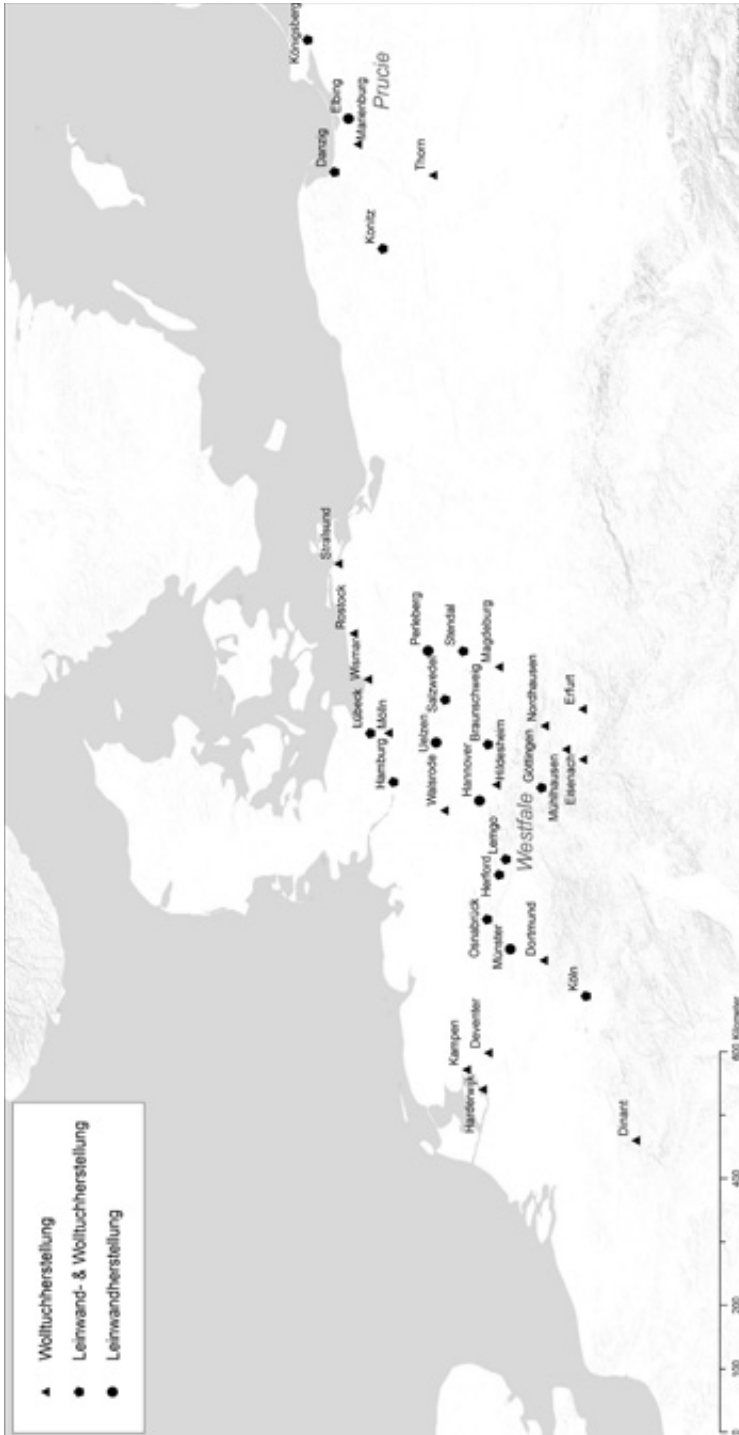 Wolltuchherstellung
Leinwand- & Wolltuchherstellung
Leinwandherstellung
Königsberg
Danzig
Elbing
Marienburg
Prucie
Konitz
Thorn
Stralsund
Rostock
Wismar
Lübeck
Mölln
Hamburg
Perleberg
Uelzen
Salzwedel
Stendal
Walsrode
Hannover
Braunschweig
Magdeburg
Hildesheim
Lemgo
Herford
Westfale
Osnabrück
Münster
Dortmund
Göttingen
Nordhausen
Mühlhausen
Eisenach
Erfurt
Kampen
Harderwijk
Deventer
Köln
Dinant
0 100 200 400 600 Kilometer